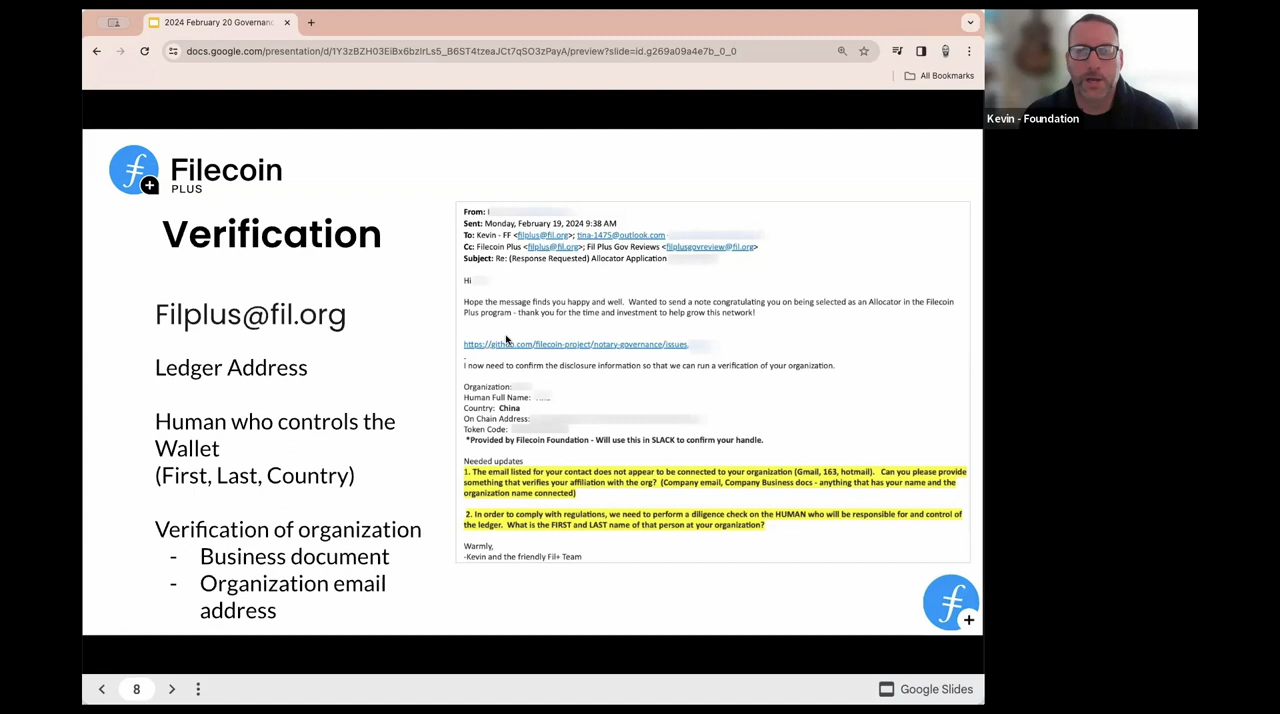 2024 February 20 Governanc
docs.google.com/presentation/d/1Y3zBZH03EiBx6bzIrLs5_B6ST4tzeaJCt7qSO3zPayA/preview?slide=id.g269a09a4e7b_0_0
All Bookmarks
Kevin - Foundation
Filecoin
PLUS
Verification
Filplus@fil.org
Ledger Address
Human who controls the
Wallet
(First, Last, Country)
Verification of organization
- Business document
- Organization email
address
From:
Sent: Monday, February 19, 2024 9:38 AM
To: Kevin - FF <filplus@fil.org>; tina-1475@outlook.com
Cc: Filecoin Plus <filplus@fil.org>; Fil Plus Gov Reviews <filplusgovreview@fil.org>
Subject: Re: (Response Requested) Allocator Application
Hi
Hope the message finds you happy and well. Wanted to send a note congratulating you on being selected as an Allocator in the Filecoin
Plus program - thank you for the time and investment to help grow this network!
https://github.com/filecoin-project/notary-governance/issues
I now need to confirm the disclosure information so that we can run a verification of your organization.
Organization:
Human Full Name:
Country: China
On Chain Address:
Token Code:
*Provided by Filecoin Foundation - Will use this in SLACK to confirm your handle.
Needed updates
1. The email listed for your contact does not appear to be connected to your organization (Gmail, 163, hotmail). Can you please provide
something that verifies your affiliation with the org? (Company email, Company Business docs - anything that has your name and the
organization name connected)
2. In order to comply with regulations, we need to perform a diligence check on the HUMAN who will be responsible for and control of
the ledger. What is the FIRST and LAST name of that person at your organization?
Warmly,
-Kevin and the friendly Fil+ Team
8
Google Slides